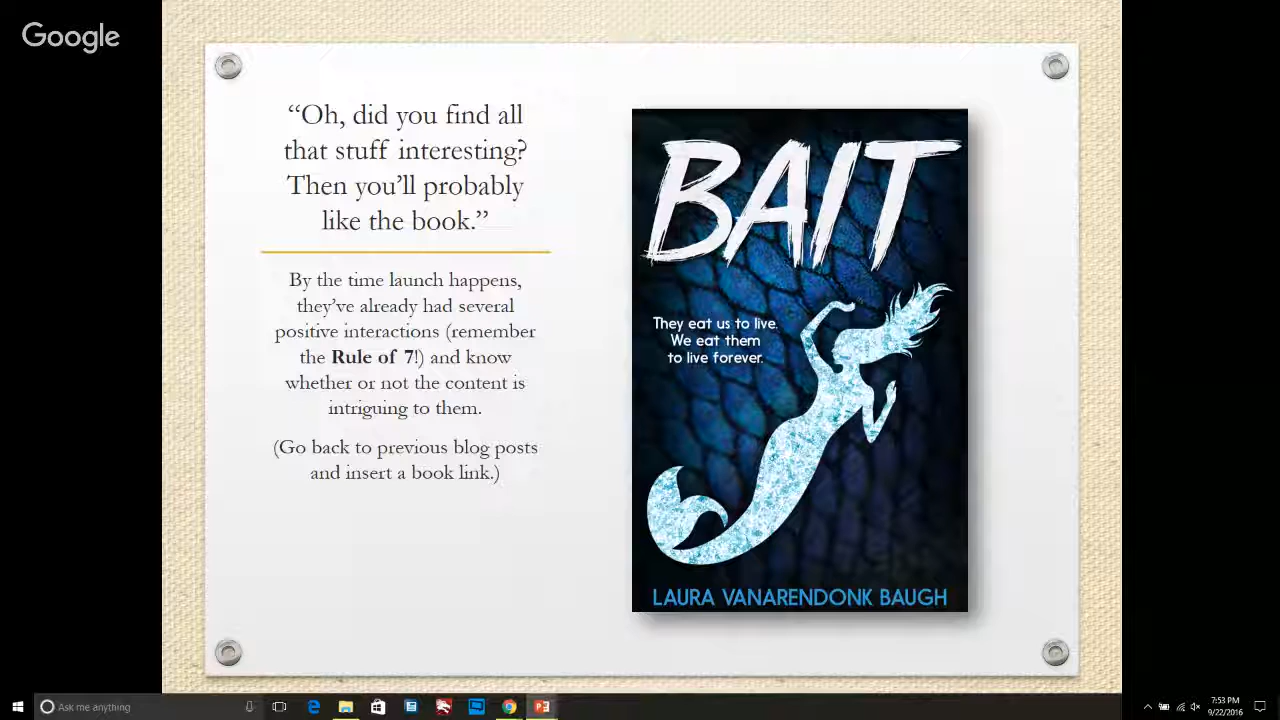 Google
“Oh, did you find all
that stuff interesting?
Then you’ll probably
like the book.”
By the time launch happens,
they’ve already had several
positive interactions (remember
the Rule of 7!) and know
whether or not the content is
intriguing to them.
(Go back to previous blog posts
and insert a book link.)
BAIT
They eat us to live.
We eat them
to live forever.
LAURA VANARENDONK BAUGH
Ask me anything
7:53 PM
9/22/2016